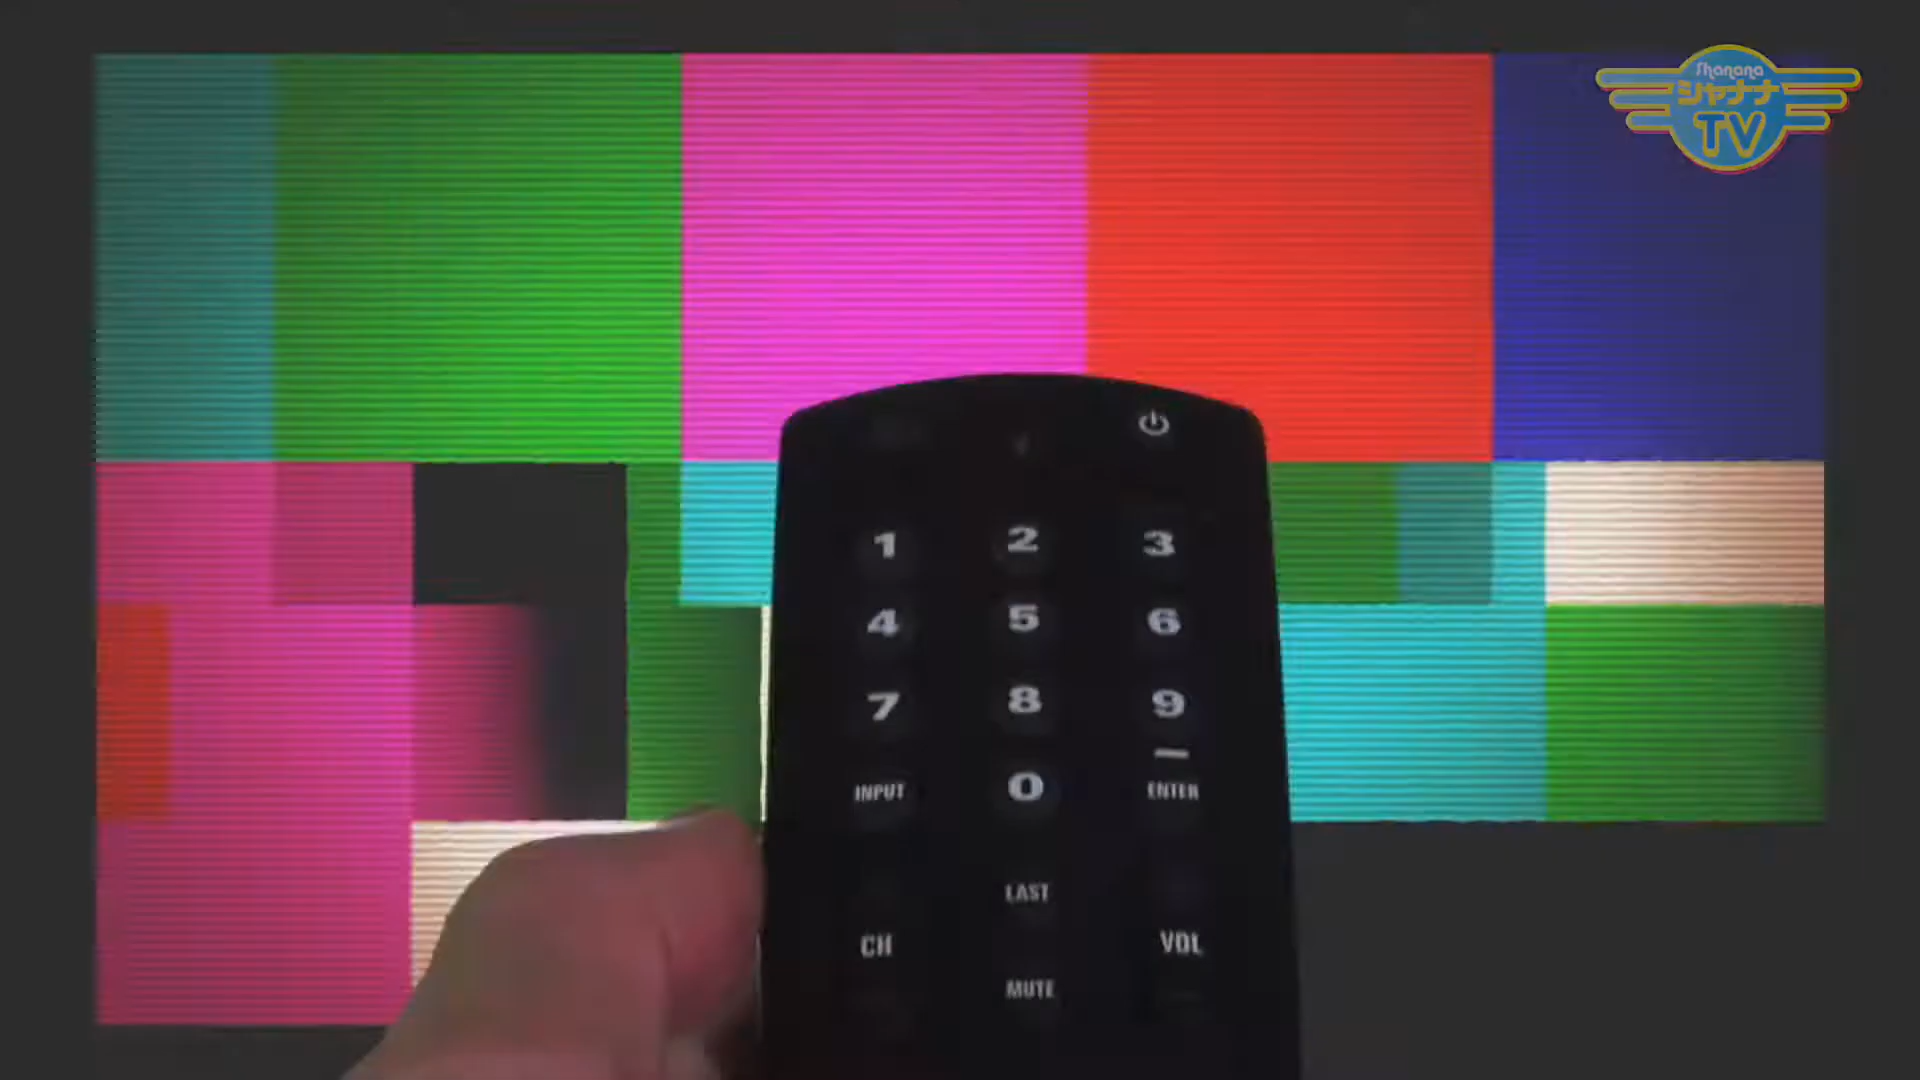 Shanana
シャナナ
TV
1 2 3
4 5 6
7 8 9
INPUT 0 ENTER
LAST
CH VOL
MUTE